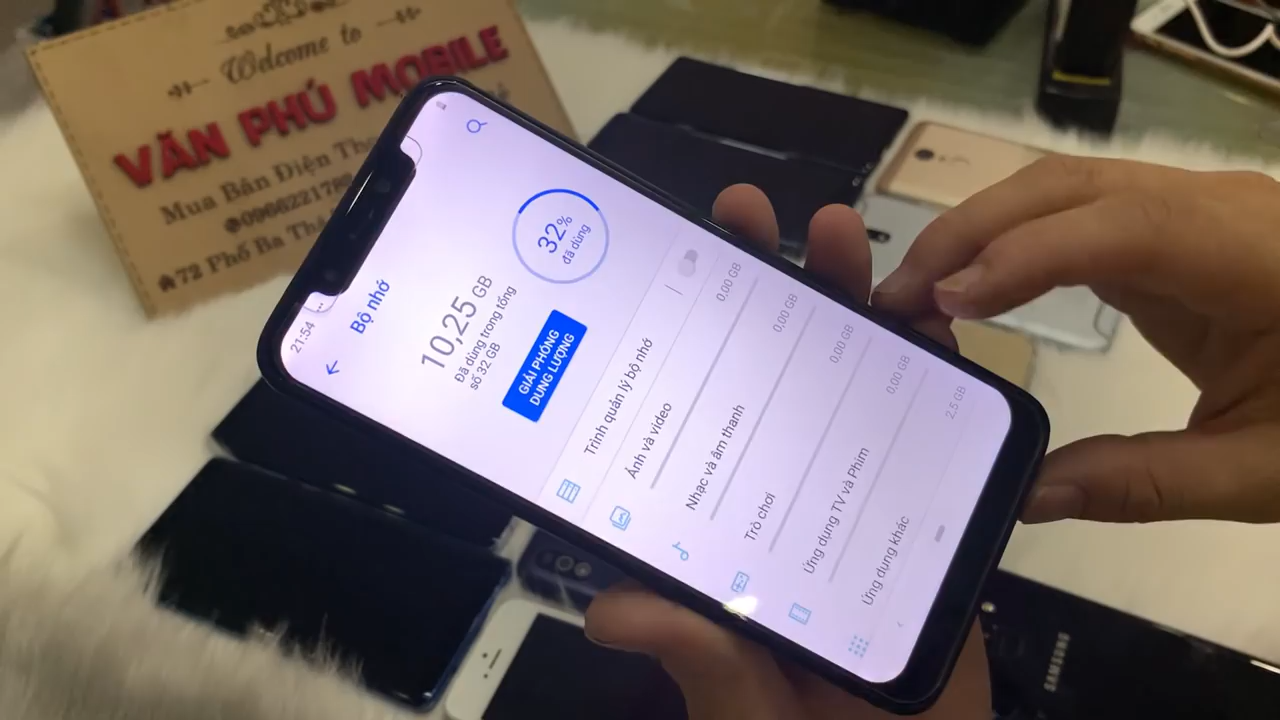 Welcome to
VĂN PHÚ MOBILE
Mua Bán Điện
72 Phố Ba
21:54
Bộ nhớ
10,25 GB
Đã dùng trong tổng
số 32 GB
32%
đã dùng
GIẢI PHÓNG
DUNG LƯỢNG
Trình quản lý bộ nhớ
Ảnh và video
0,00 GB
Nhạc và âm thanh
0,00 GB
Trò chơi
0,00 GB
Ứng dụng TV và Phim
0,00 GB
Ứng dụng khác
2,5 GB
SAMSUNG